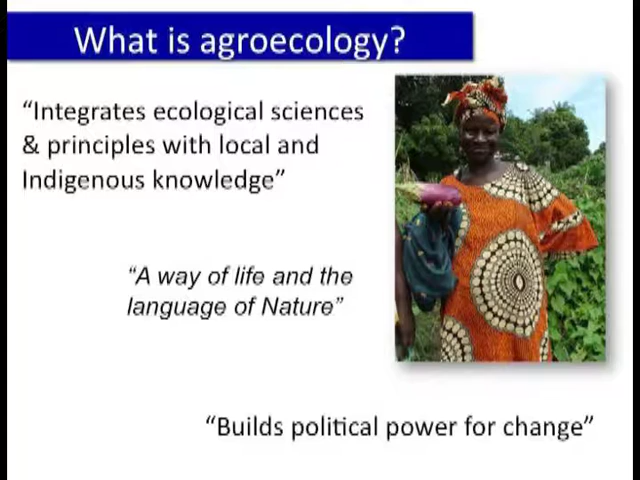 What is agroecology?
“Integrates ecological sciences
& principles with local and
Indigenous knowledge”
“A way of life and the
language of Nature”
“Builds political power for change”